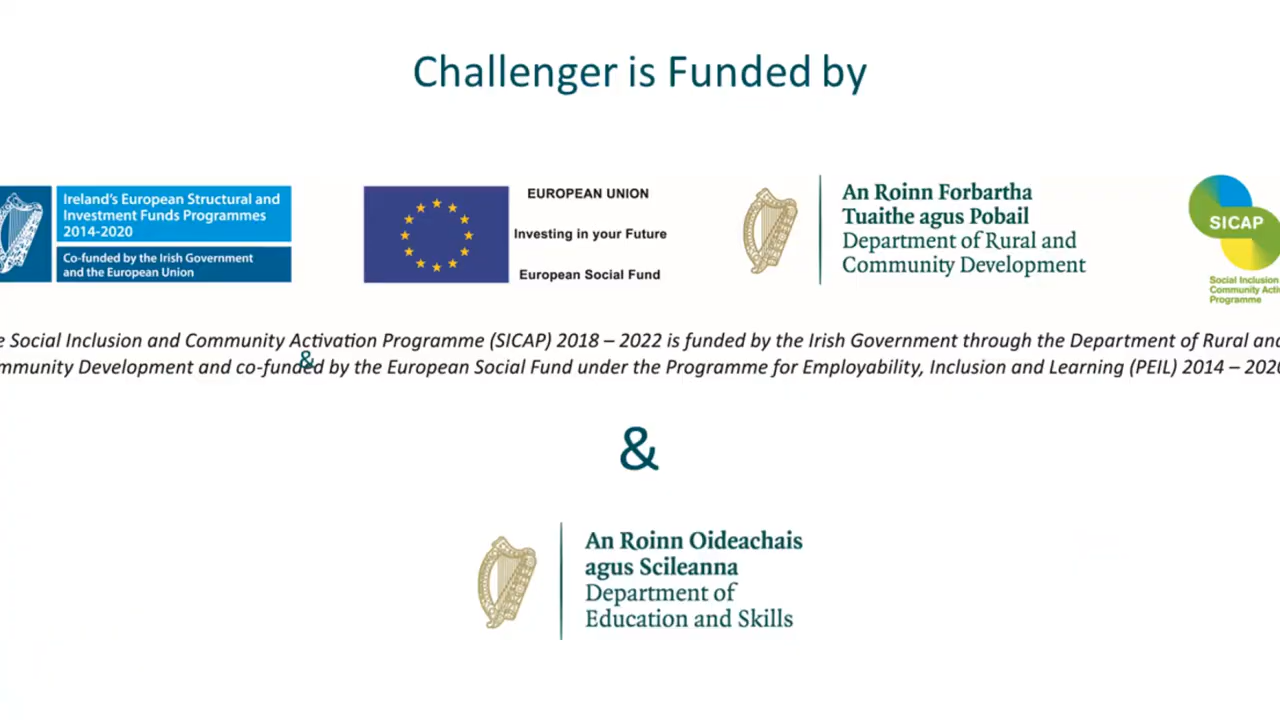 Challenger is Funded by
Ireland's European Structural and
Investment Funds Programmes
2014-2020
Co-funded by the Irish Government
and the European Union
EUROPEAN UNION
Investing in your Future
European Social Fund
An Roinn Forbartha
Tuaithe agus Pobail
Department of Rural and
Community Development
SICAP
Social Inclusion
Community
Programme
Social Inclusion and Community Activation Programme (SICAP) 2018 – 2022 is funded by the Irish Government through the Department of Rural
&
Development and co-funded by the European Social Fund under the Programme for Employability, Inclusion and Learning (PEIL) 2014 – 2020
&
An Roinn Oideachais
agus Scileanna
Department of
Education and Skills